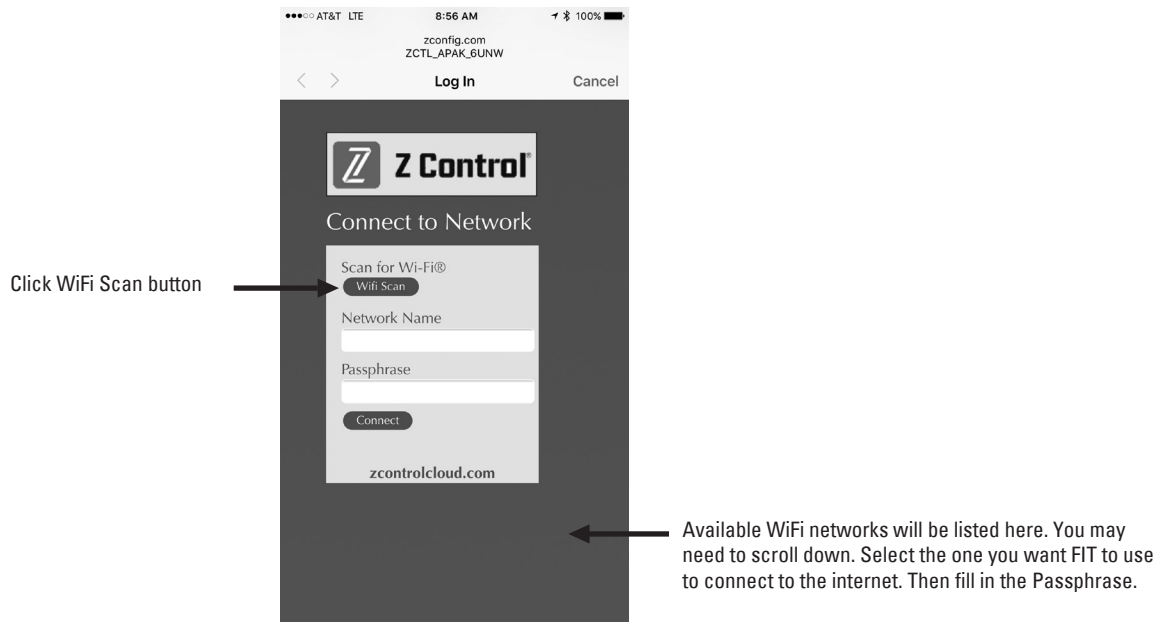 AT&T LTE 8:56 AM 100%
zconfig.com
ZCTL_APAK_6UNW
Log In Cancel
Z Control®
Connect to Network
Scan for Wi-Fi®
Click WiFi Scan button
Wifi Scan
Network Name
Passphrase
Connect
zcontrolcloud.com
Available WiFi networks will be listed here. You may
need to scroll down. Select the one you want FIT to use
to connect to the internet. Then fill in the Passphrase.